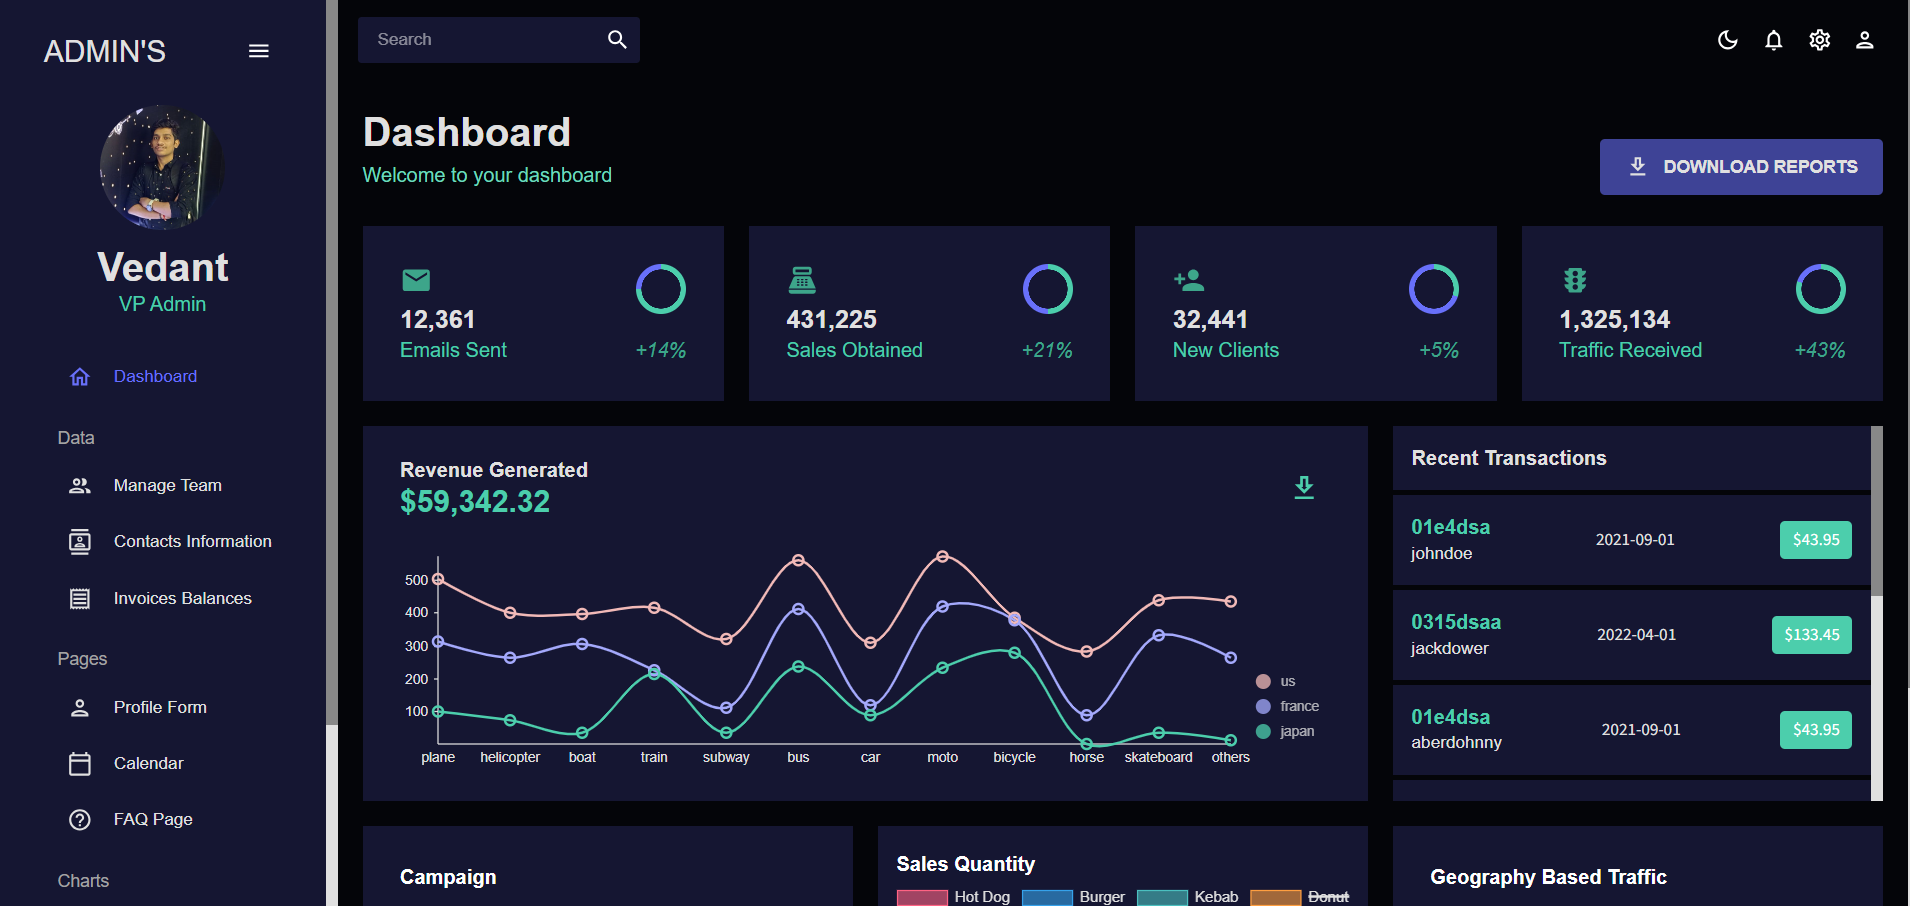 ADMIN'S
Vedant
VP Admin
Dashboard
Data
Manage Team
Contacts Information
Invoices Balances
Pages
Profile Form
Calendar
FAQ Page
Charts
Search
Dashboard
Welcome to your dashboard
DOWNLOAD REPORTS
12,361
Emails Sent +14%
431,225
Sales Obtained +21%
32,441
New Clients +5%
1,325,134
Traffic Received +43%
Revenue Generated
$59,342.32
500
400
300
200
100
plane helicopter boat train subway bus car moto bicycle horse skateboard others
us
france
japan
Recent Transactions
01e4dsa
johndoe
2021-09-01
$43.95
0315dsaa
jackdower
2022-04-01
$133.45
01e4dsa
aberdohnny
2021-09-01
$43.95
Campaign
Sales Quantity
Hot Dog Burger Kebab Donut
Geography Based Traffic